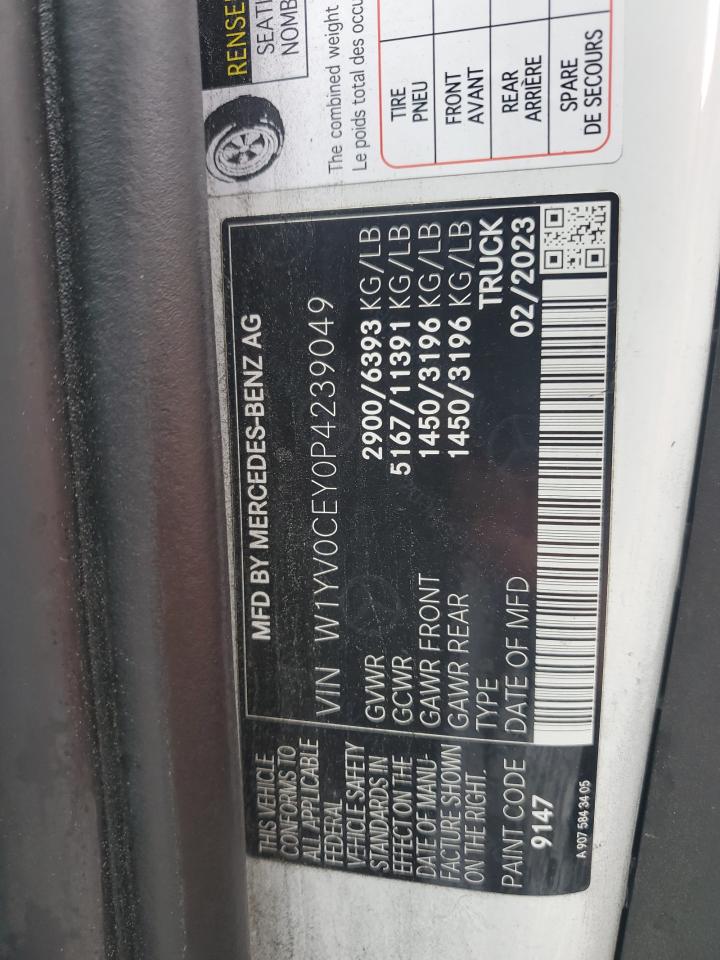 RENSE
SEATI
NOMB
The combined weight
Le poids total des occu
TIRE
PNEU
FRONT
AVANT
REAR
ARRIÈRE
SPARE
DE SECOURS
MFD BY MERCEDES-BENZ AG
VIN W1YV0CEY0P4239049
GVWR 2900/6393 KG/LB
GCWR 5167/11391 KG/LB
GAWR FRONT 1450/3196 KG/LB
GAWR REAR 1450/3196 KG/LB
TYPE TRUCK
DATE OF MFD 02/2023
THIS VEHICLE
CONFORMS TO
ALL APPLICABLE
FEDERAL
VEHICLE SAFETY
STANDARDS IN
EFFECT ON THE
DATE OF MANU-
FACTURE SHOWN
ON THE RIGHT.
PAINT CODE
9147
A 907 584 34 05